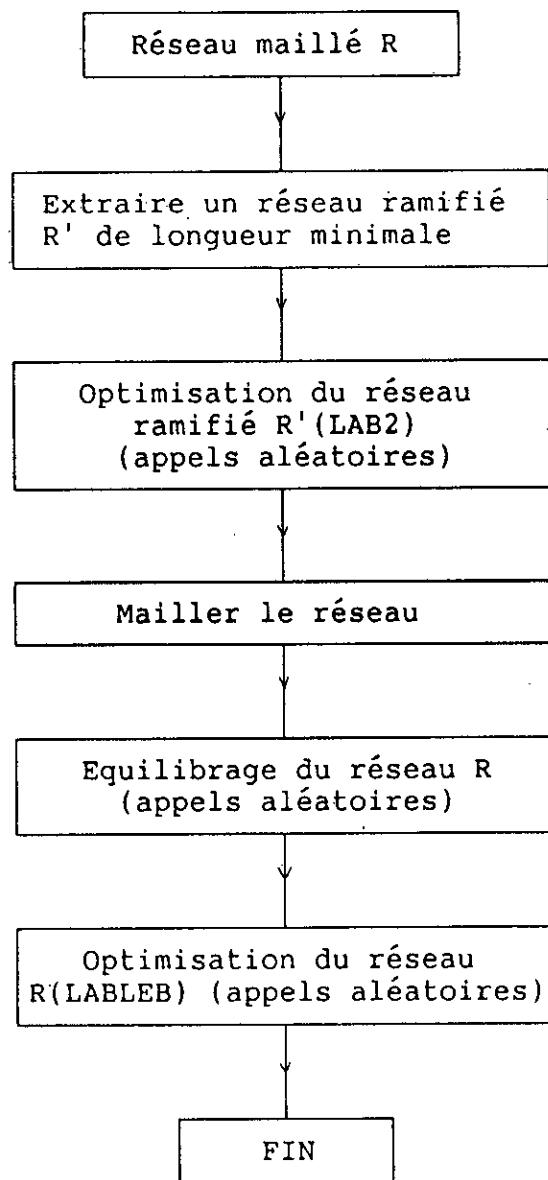 Réseau maillé R
Extraire un réseau ramifié
R' de longueur minimale
Optimisation du réseau
ramifié R'(LAB2)
(appels aléatoires)
Mailler le réseau
Equilibrage du réseau R
(appels aléatoires)
Optimisation du réseau
R(LABLEB) (appels aléatoires)
FIN